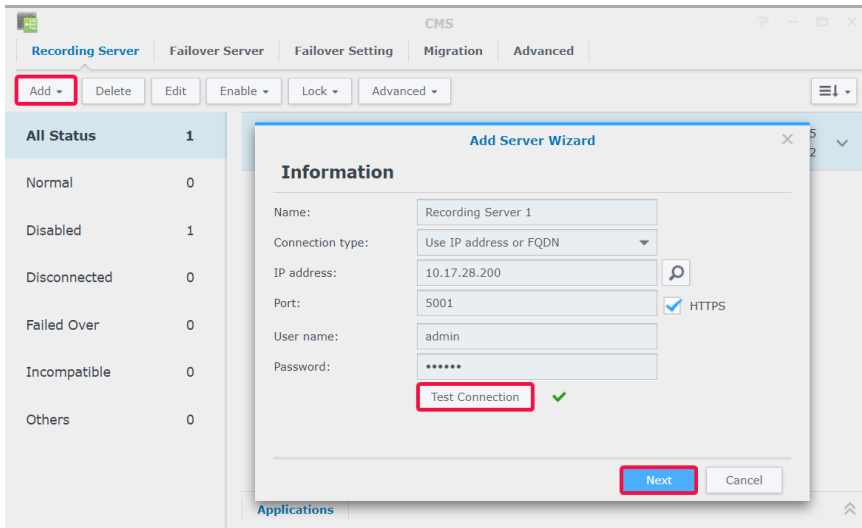 CMS
Recording Server Failover Server Failover Setting Migration Advanced
Add Delete Edit Enable Lock Advanced
All Status 1
Normal 0
Disabled 1
Disconnected 0
Failed Over 0
Incompatible 0
Others 0
5
2
Add Server Wizard
Information
Name: Recording Server 1
Connection type: Use IP address or FQDN
IP address: 10.17.28.200
Port: 5001 HTTPS
User name: admin
Password: ••••••
Test Connection
Next Cancel
Applications